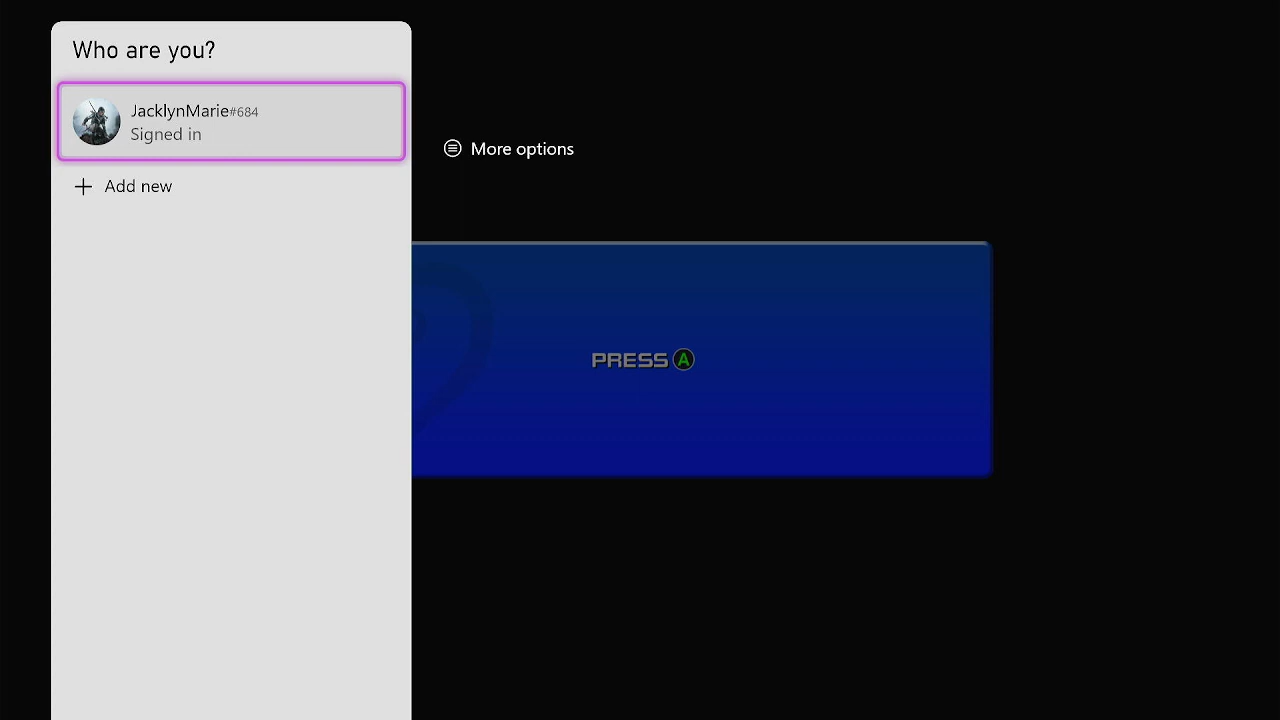 Who are you?
JacklynMarie#684
Signed in
Add new
More options
PRESS A